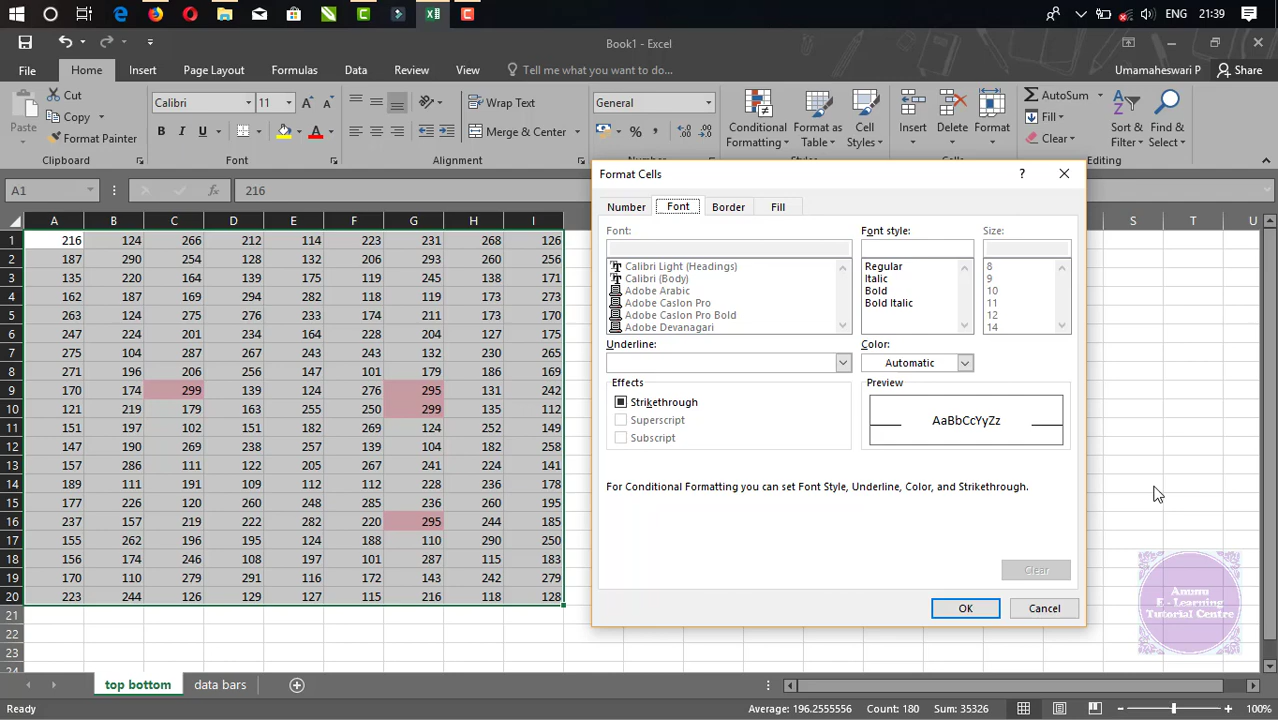 ENG 21:39
Book1 - Excel
File Home Insert Page Layout Formulas Data Review View Tell me what you want to do... Umamaheswari P Share
Paste
Cut
Copy
Format Painter
Clipboard
Calibri 11
B I U
Font
Wrap Text
Merge & Center
Alignment
General
Number
Conditional Formatting
Format as Table
Cell Styles
Styles
Insert
Delete
Format
Cells
AutoSum
Fill
Clear
Sort & Filter
Find & Select
Editing
A1 fx 216
A B C D E F G H I S T U
1 216 124 266 212 114 223 231 268 126
2 187 290 254 128 132 206 293 260 256
3 135 220 164 289 175 119 245 138 171
4 162 187 169 294 282 118 119 173 273
5 263 124 275 276 233 174 211 173 170
6 247 224 201 234 164 228 204 127 175
7 275 104 287 267 243 243 132 230 265
8 271 196 206 256 147 101 179 186 169
9 170 174 299 139 124 276 295 131 242
10 121 219 179 163 255 250 299 135 112
11 151 197 102 151 181 182 124 252 149
12 147 190 269 238 257 139 104 182 258
13 157 286 111 122 205 267 241 224 141
14 189 111 191 109 112 112 228 236 178
15 177 226 120 260 248 285 236 260 195
16 237 157 219 222 282 220 295 244 185
17 155 262 196 195 124 188 110 290 250
18 156 174 246 108 197 101 287 115 183
19 170 110 279 291 116 172 143 242 279
20 223 244 126 129 127 115 216 118 128
21
22
23
24
Format Cells ?
Number Font Border Fill
Font: Font style: Size:
Calibri Light (Headings) Regular 8
Calibri (Body) Italic 9
Adobe Arabic Bold 10
Adobe Caslon Pro Bold Italic 11
Adobe Caslon Pro Bold 12
Adobe Devanagari 14
Underline: Color:
Automatic
Effects Preview
Strikethrough
Superscript
Subscript
AaBbCcYyZz
For Conditional Formatting you can set Font Style, Underline, Color, and Strikethrough.
Clear
OK Cancel
Ammu
E - Learning
Tutorial Centre
top bottom data bars
Ready Average: 196.2555556 Count: 180 Sum: 35326 100%